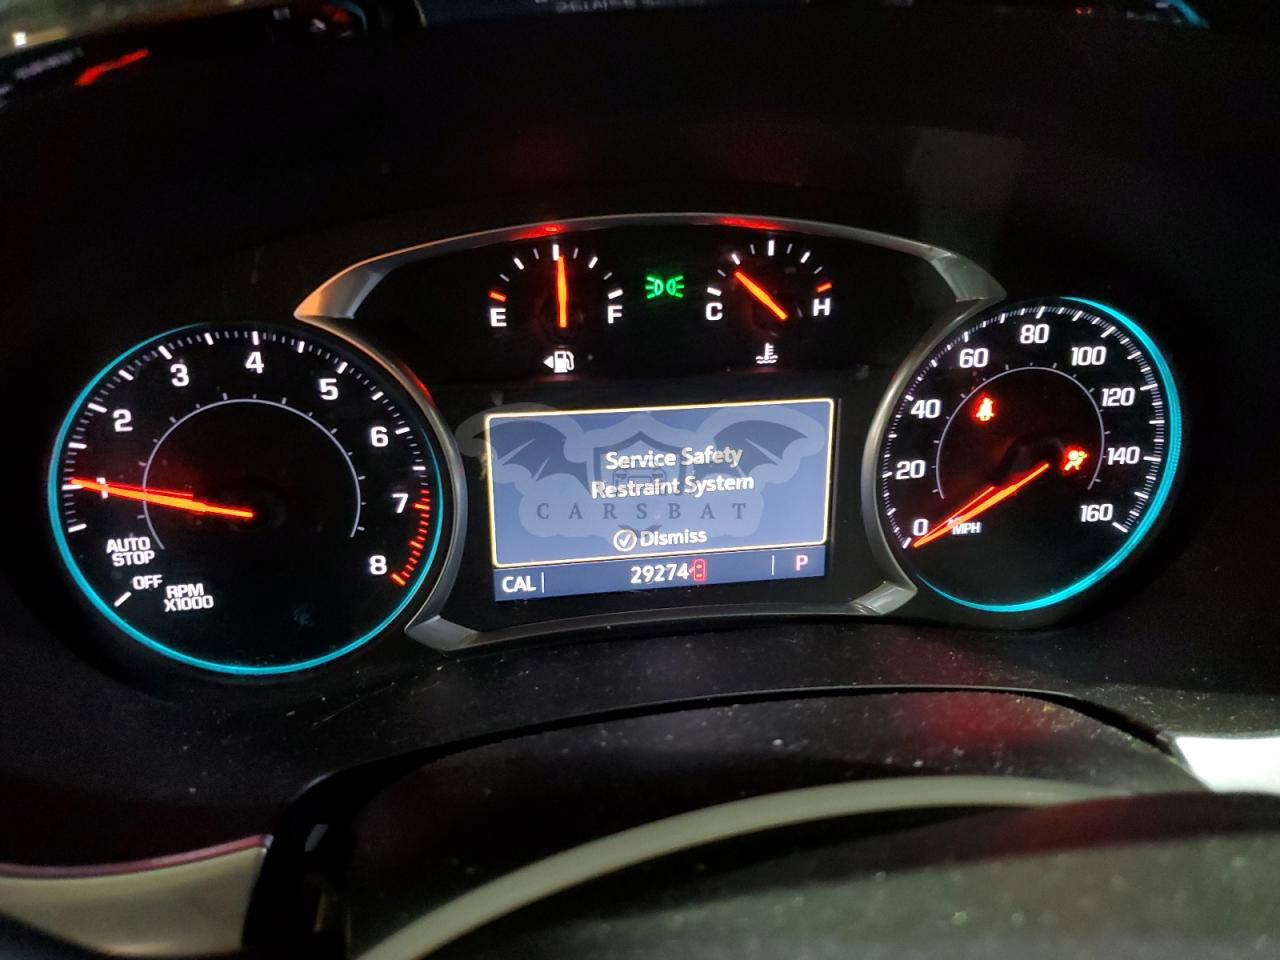 E
F
C
H
1
2
3
4
5
6
7
8
AUTO
STOP
OFF
RPM
X1000
Service Safety
Restraint System
CARSBAT
Dismiss
CAL
29274
P
0
20
40
60
80
100
120
140
160
MPH